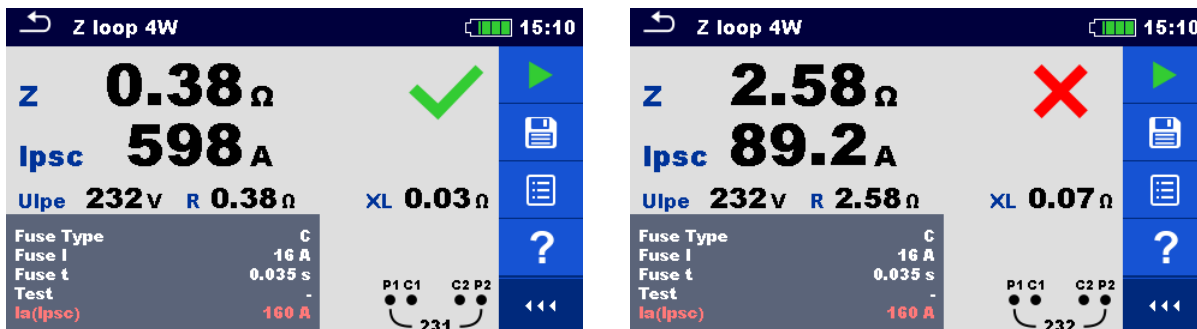 Z loop 4W 15:10
Z 0.38 Ω
Ipsc 598 A
Ulpe 232 V R 0.38 Ω XL 0.03 Ω
Fuse Type C
Fuse I 16 A
Fuse t 0.035 s
Test -
Ia(Ipsc) 160 A
P1 C1 C2 P2
231
?
Z loop 4W 15:10
Z 2.58 Ω
Ipsc 89.2 A
Ulpe 232 V R 2.58 Ω XL 0.07 Ω
Fuse Type C
Fuse I 16 A
Fuse t 0.035 s
Test -
Ia(Ipsc) 160 A
P1 C1 C2 P2
232
?